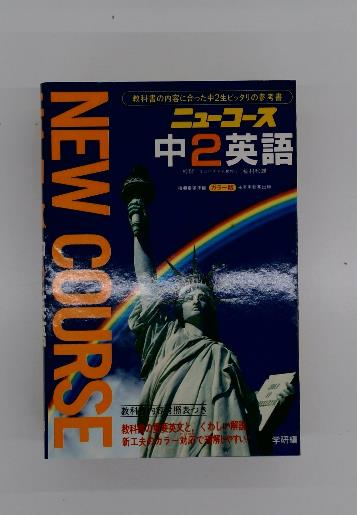 教科書の内容に合った中2生ピッタリの参考書
ニューコース
中2英語
カラー版
NEW COURSE
教科書内容対照表つき
教科書の重要英文と、くわしい解説
新工夫のカラー対応で理解しやすい
学研編